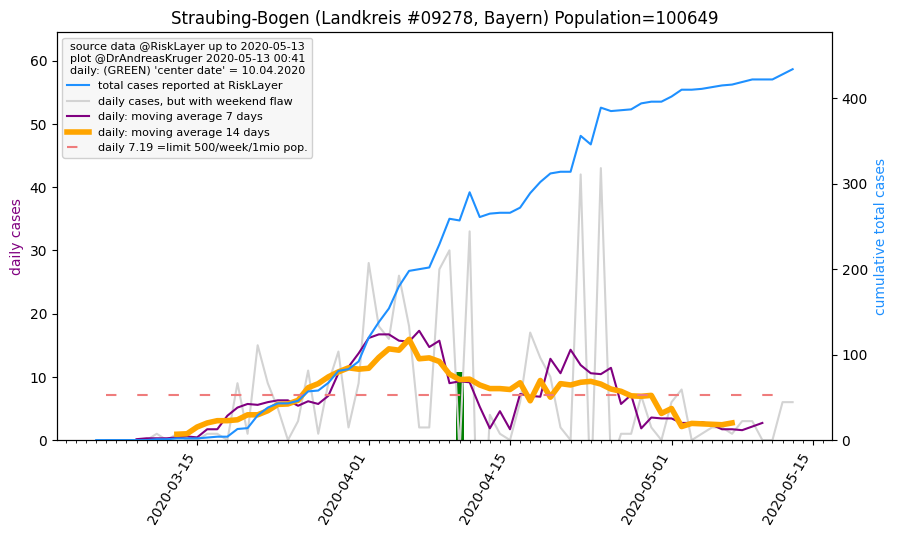 Straubing-Bogen (Landkreis #09278, Bayern) Population=100649
source data @RiskLayer up to 2020-05-13
plot @DrAndreasKruger 2020-05-13 00:41
daily: (GREEN) 'center date' = 10.04.2020
total cases reported at RiskLayer
daily cases, but with weekend flaw
daily: moving average 7 days
daily: moving average 14 days
daily 7.19 =limit 500/week/1mio pop.
60
50
40
30
20
10
0
daily cases
400
300
200
100
0
cumulative total cases
2020-03-15
2020-04-01
2020-04-15
2020-05-01
2020-05-15